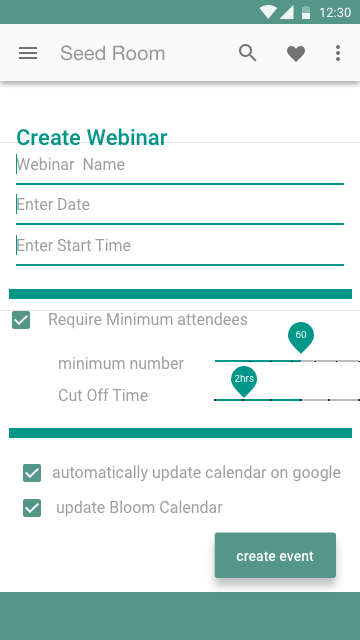 12:30
Seed Room
Create Webinar
Webinar  Name
Enter Date
Enter Start Time
Require Minimum attendees
60
minimum number
2hrs
Cut Off Time
automatically update calendar on google
update Bloom Calendar
create event